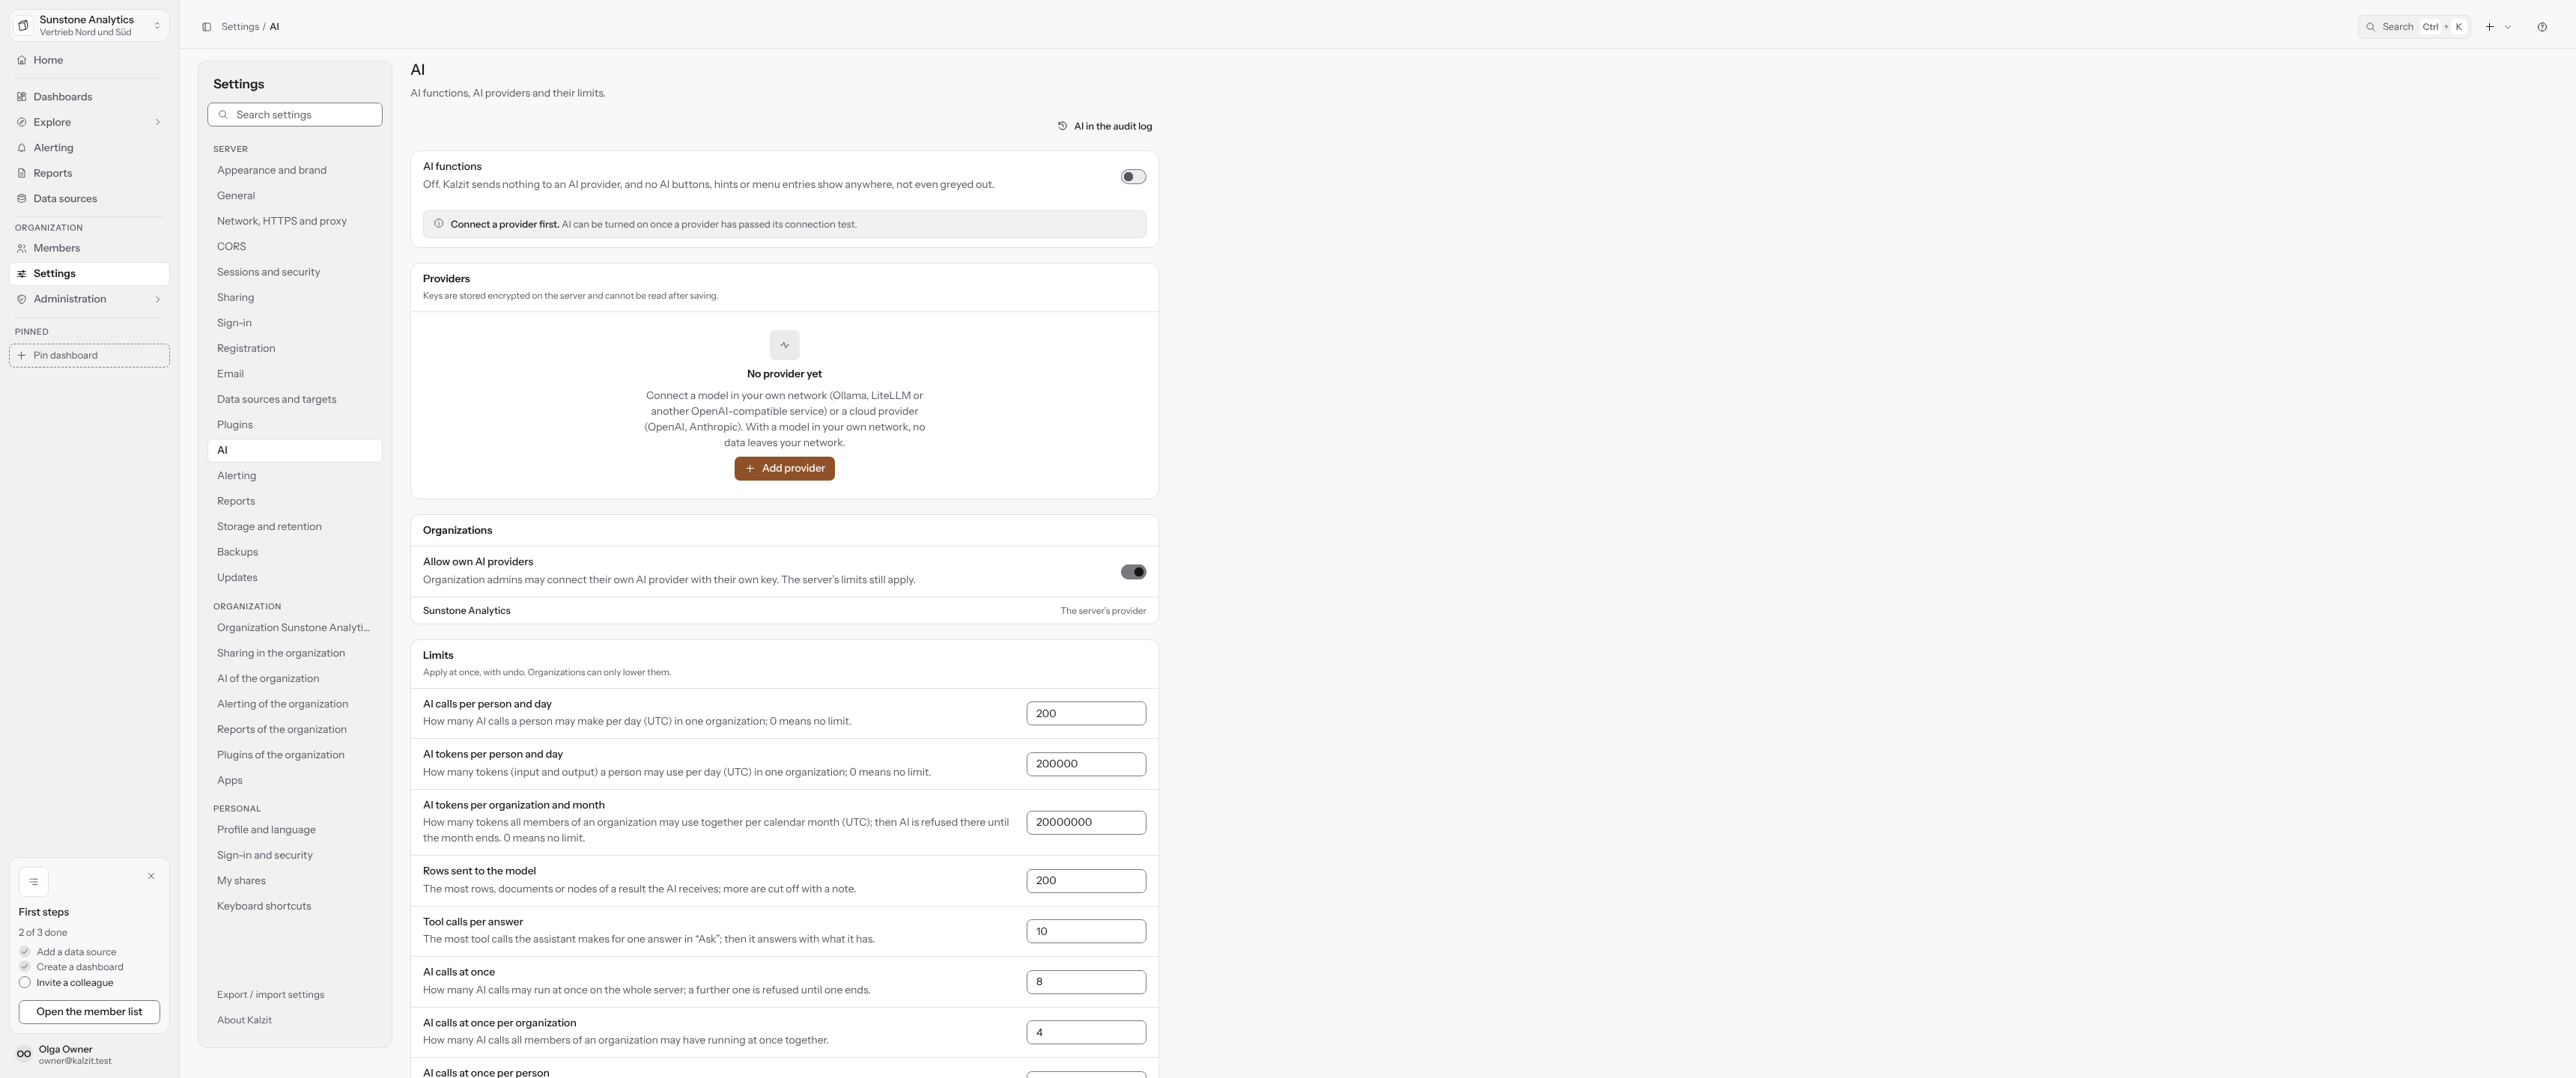 Sunstone Analytics
Vertrieb Nord und Süd
Home
Dashboards
Explore
Alerting
Reports
Data sources
ORGANIZATION
Members
Settings
Administration
PINNED
Pin dashboard
First steps
2 of 3 done
Add a data source
Create a dashboard
Invite a colleague
Open the member list
OO
Olga Owner
owner@kalzit.test
Settings / AI
Search Ctrl + K
Settings
Search settings
SERVER
Appearance and brand
General
Network, HTTPS and proxy
CORS
Sessions and security
Sharing
Sign-in
Registration
Email
Data sources and targets
Plugins
AI
Alerting
Reports
Storage and retention
Backups
Updates
ORGANIZATION
Organization Sunstone Analyti...
Sharing in the organization
AI of the organization
Alerting of the organization
Reports of the organization
Plugins of the organization
Apps
PERSONAL
Profile and language
Sign-in and security
My shares
Keyboard shortcuts
Export / import settings
About Kalzit
AI
AI functions, AI providers and their limits.
AI in the audit log
AI functions
Off. Kalzit sends nothing to an AI provider, and no AI buttons, hints or menu entries show anywhere, not even greyed out.
Connect a provider first. AI can be turned on once a provider has passed its connection test.
Providers
Keys are stored encrypted on the server and cannot be read after saving.
No provider yet
Connect a model in your own network (Ollama, LiteLLM or
another OpenAI-compatible service) or a cloud provider
(OpenAI, Anthropic). With a model in your own network, no
data leaves your network.
Add provider
Organizations
Allow own AI providers
Organization admins may connect their own AI provider with their own key. The server's limits still apply.
Sunstone Analytics
The server's provider
Limits
Apply at once, with undo. Organizations can only lower them.
AI calls per person and day
How many AI calls a person may make per day (UTC) in one organization; 0 means no limit.
200
AI tokens per person and day
How many tokens (input and output) a person may use per day (UTC) in one organization; 0 means no limit.
200000
AI tokens per organization and month
How many tokens all members of an organization may use together per calendar month (UTC); then AI is refused there until
the month ends. 0 means no limit.
20000000
Rows sent to the model
The most rows, documents or nodes of a result the AI receives; more are cut off with a note.
200
Tool calls per answer
The most tool calls the assistant makes for one answer in “Ask”; then it answers with what it has.
10
AI calls at once
How many AI calls may run at once on the whole server; a further one is refused until one ends.
8
AI calls at once per organization
How many AI calls all members of an organization may have running at once together.
4
AI calls at once per person